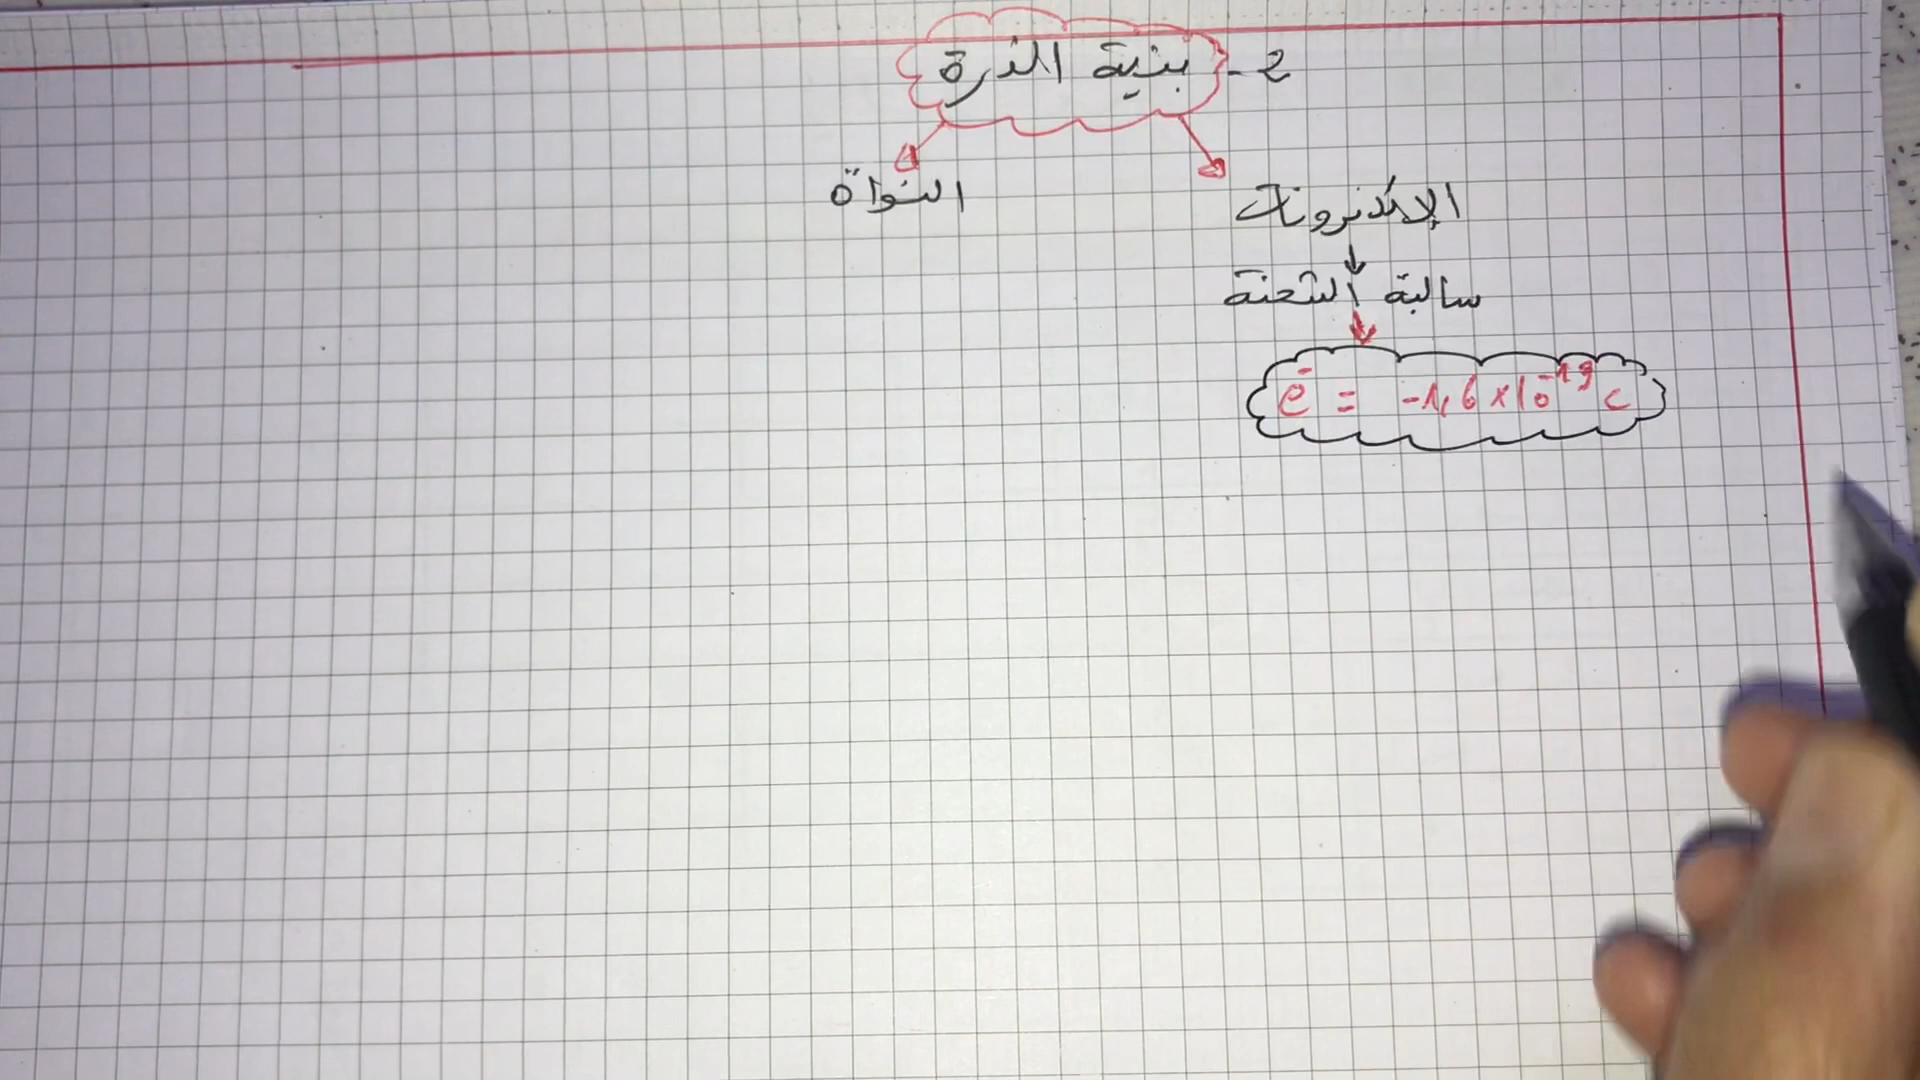 2- بنية الذرة
الإلكترونات
النواة
سالبة الشحنة
e⁻ = -1,6 x 10⁻¹⁹ c